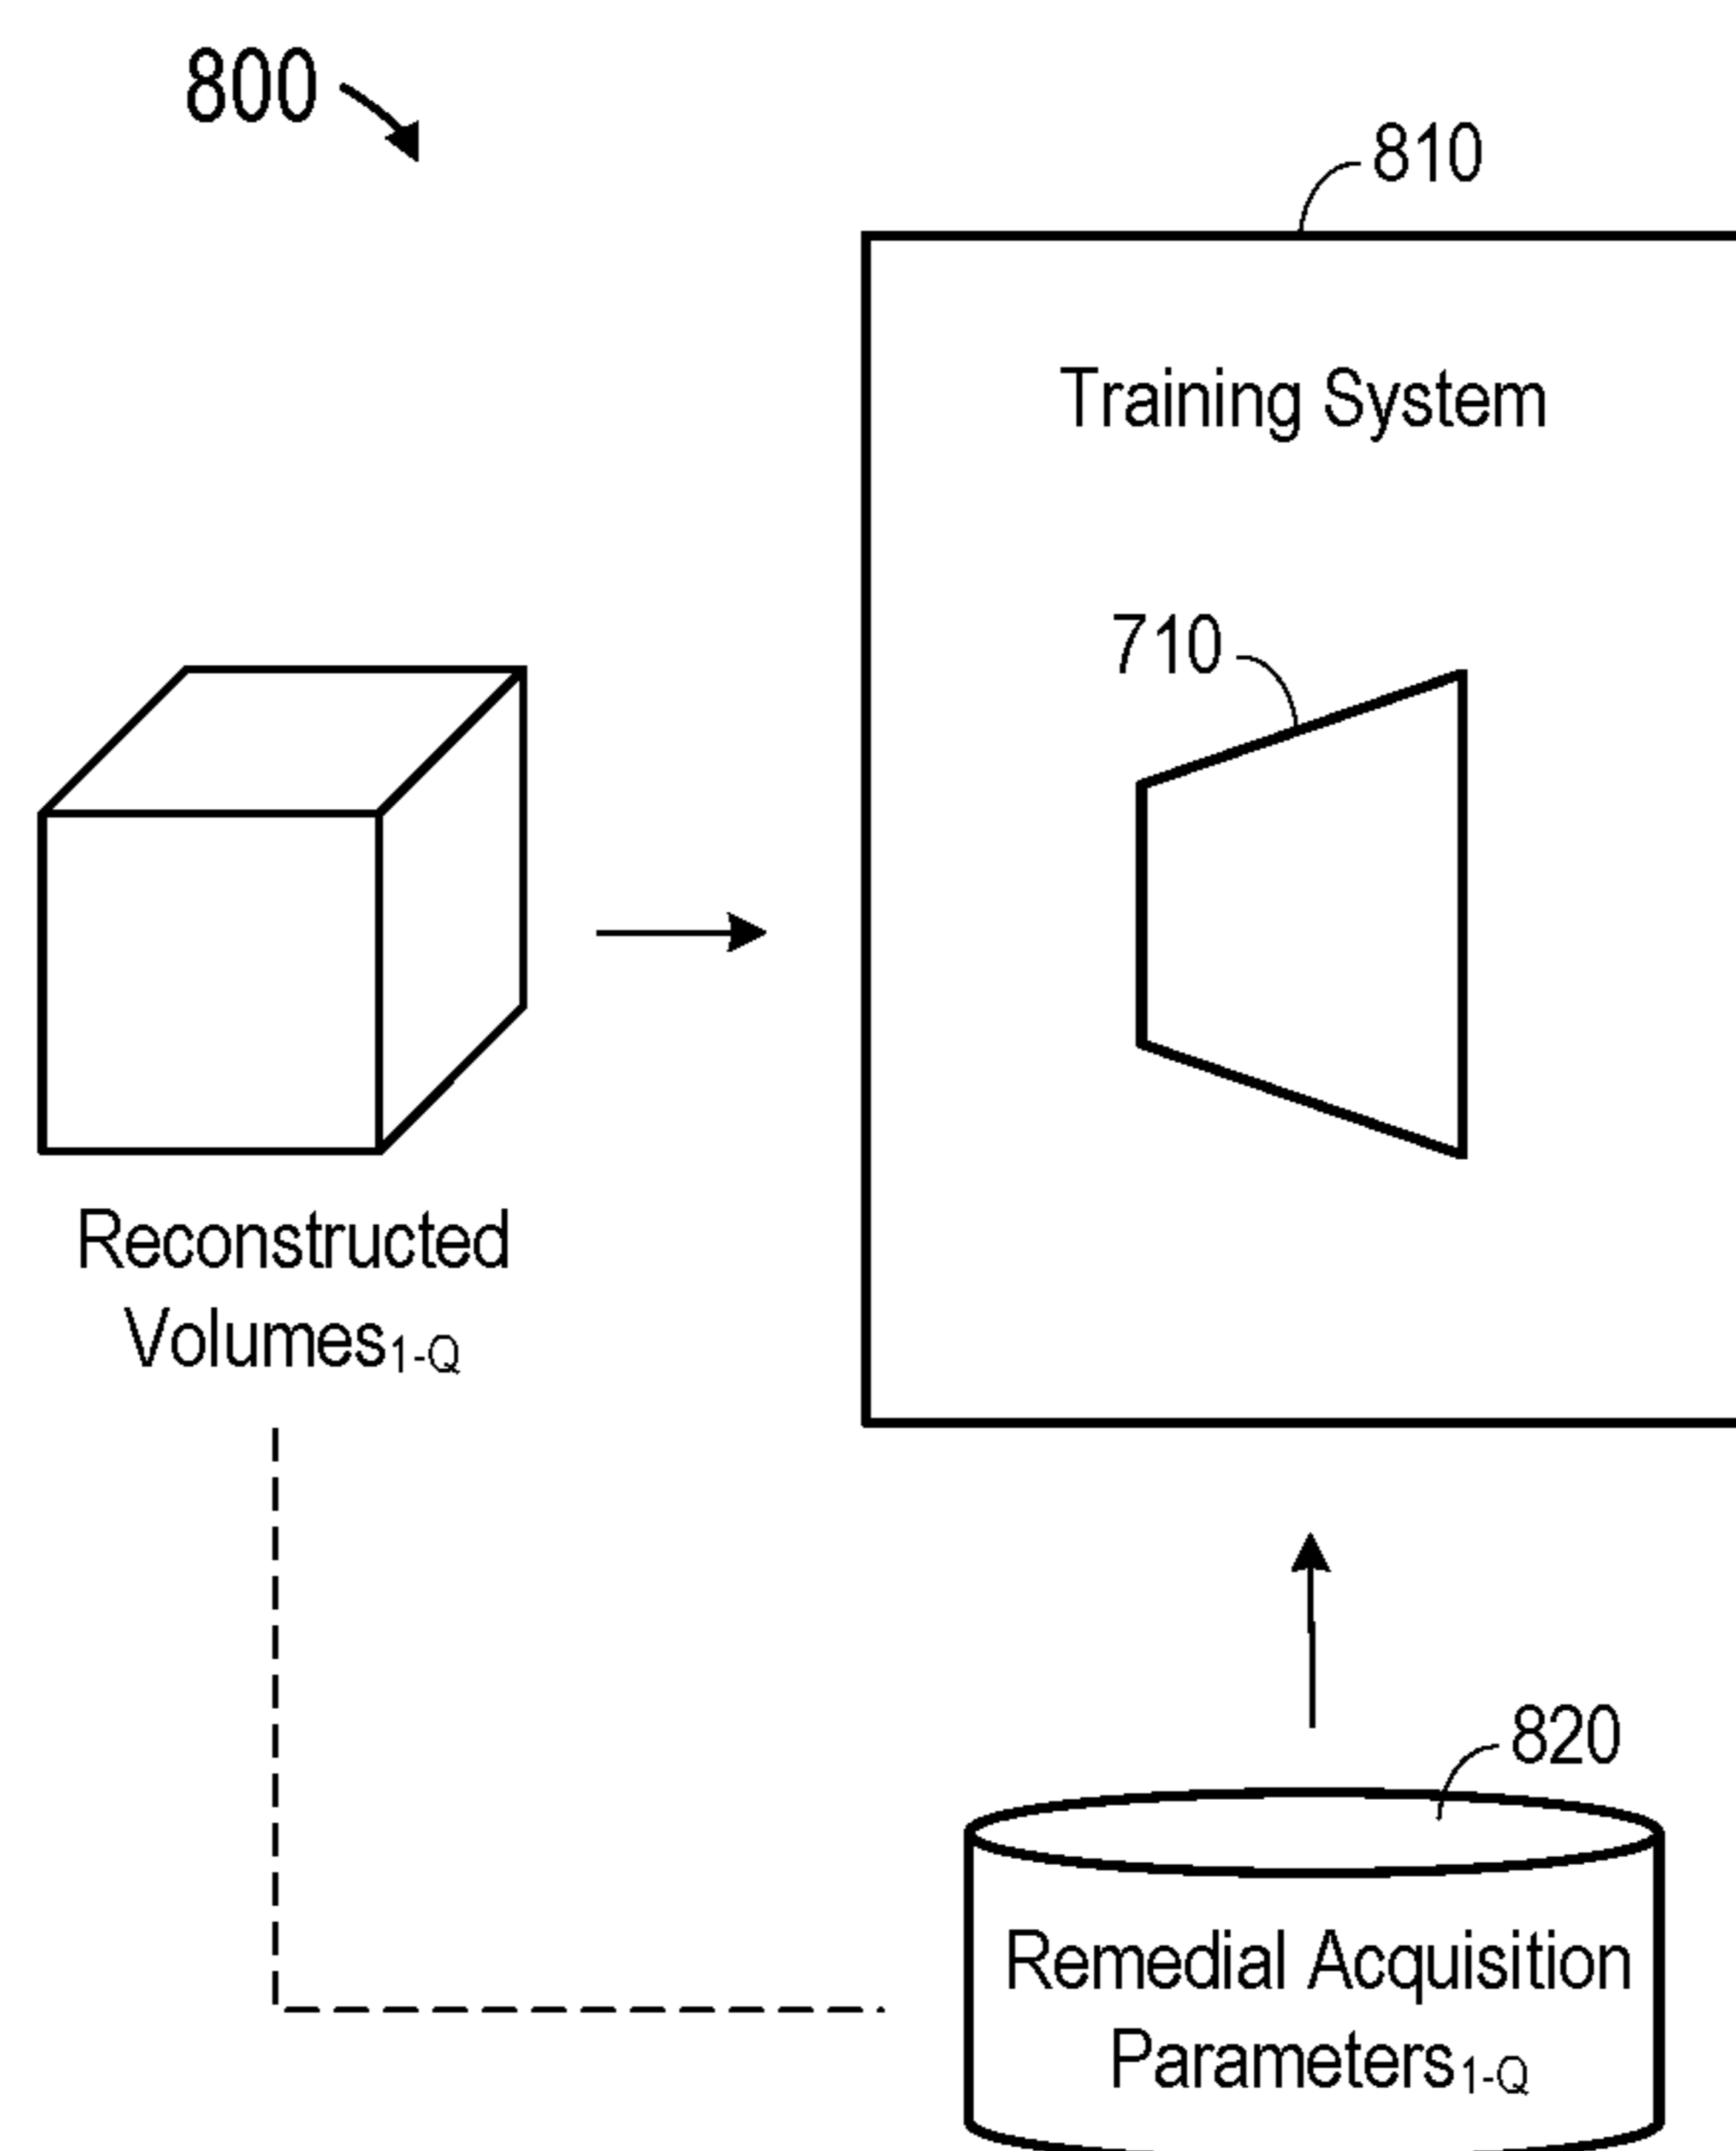 800
810
Training System
710
Reconstructed
Volumes1-Q
820
Remedial Acquisition
Parameters1-Q